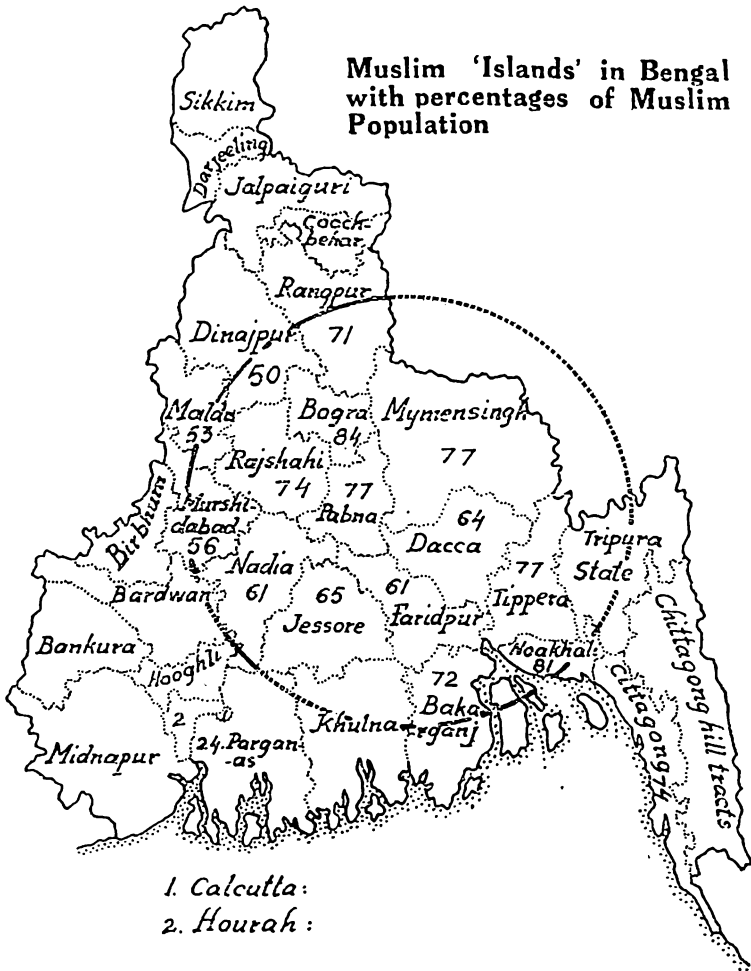 Muslim 'Islands' in Bengal
with percentages of Muslim
Population
Sikkim
Darjeeling
Jalpaiguri
Cooch-
behar
Rangpur
71
Dinajpur
50
Malda
53
Bogra
84
Mymensingh
77
Rajshahi
74
77
Pabna
Birbhum
Murshi-
dabad
56
64
Dacca
Tripura
State
Nadia
61
65
Jessore
61
Faridpur
77
Tippera
Bardwan
Bankura
Hooghli
Noakhal
81
72
Baka
rganj
Khulna
2
24.Pargan
-as
Midnapur
Cittagong 74
Chittagong hill tracts
1. Calcutta:
2. Hourah: